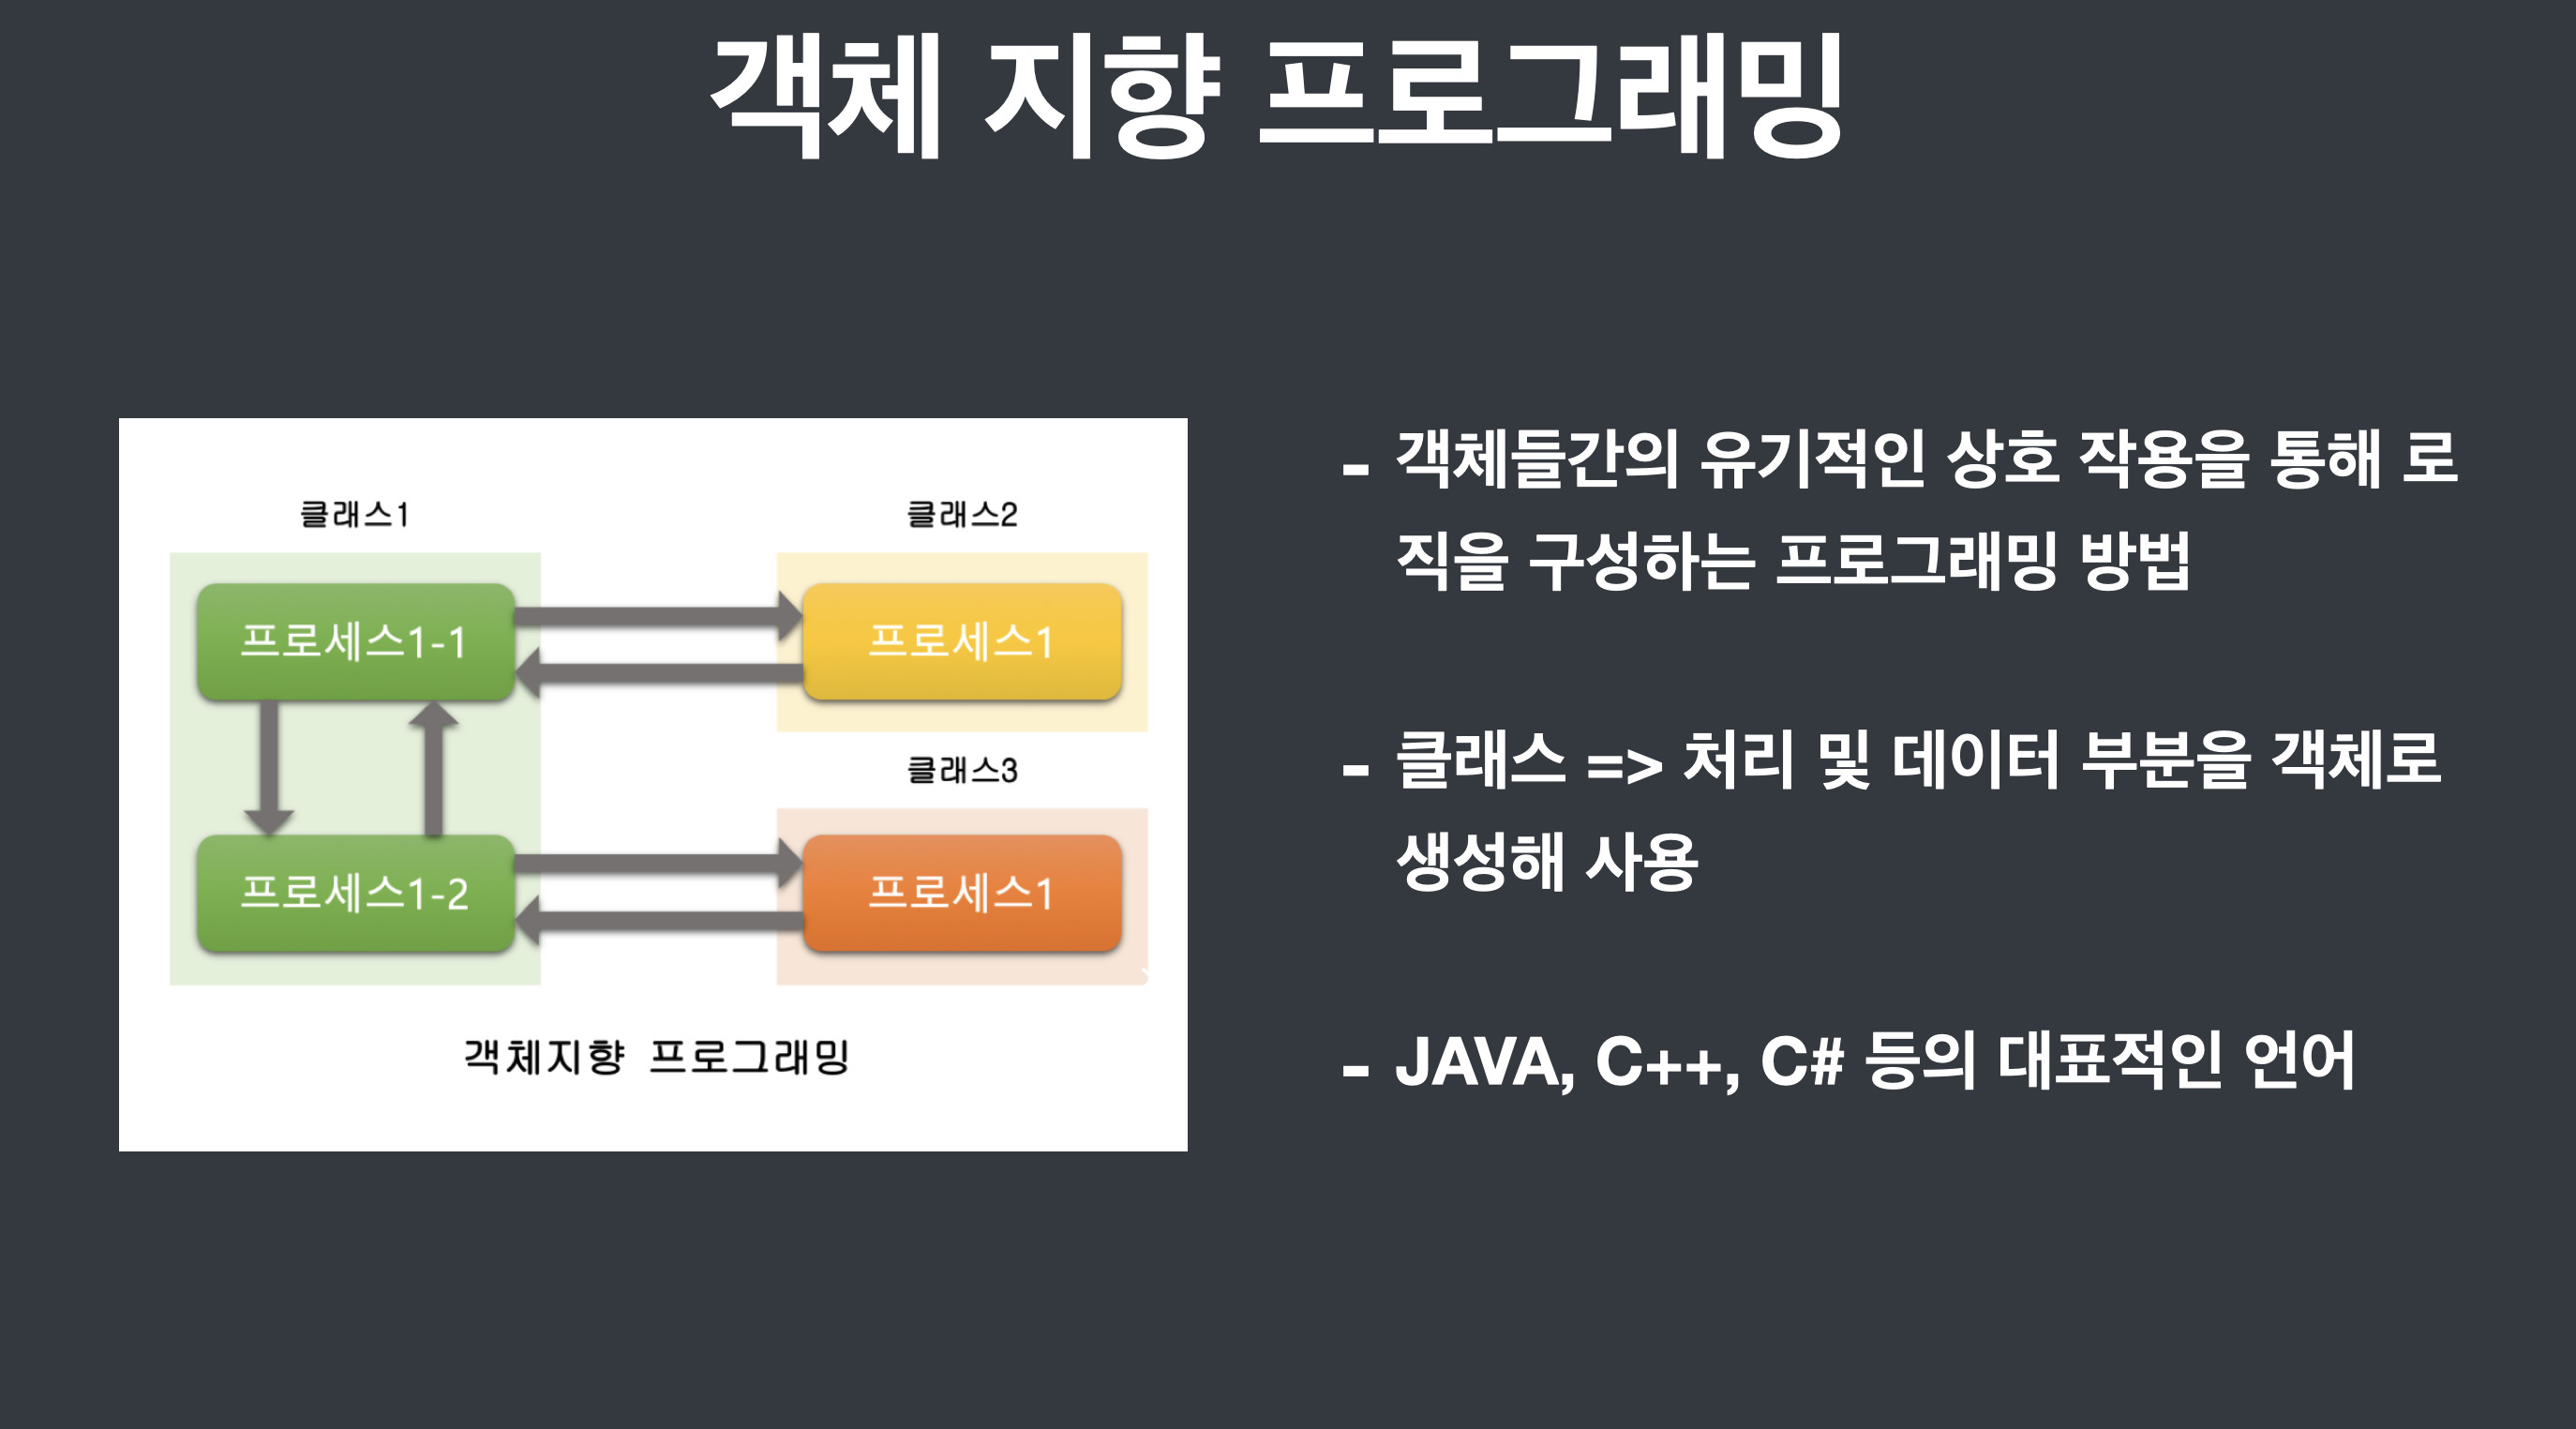 객체 지향 프로그래밍
클래스1
클래스2
프로세스1-1
프로세스1
클래스3
프로세스1-2
프로세스1
객체지향 프로그래밍
- 객체들간의 유기적인 상호 작용을 통해 로
직을 구성하는 프로그래밍 방법
- 클래스 => 처리 및 데이터 부분을 객체로
생성해 사용
- JAVA, C++, C# 등의 대표적인 언어